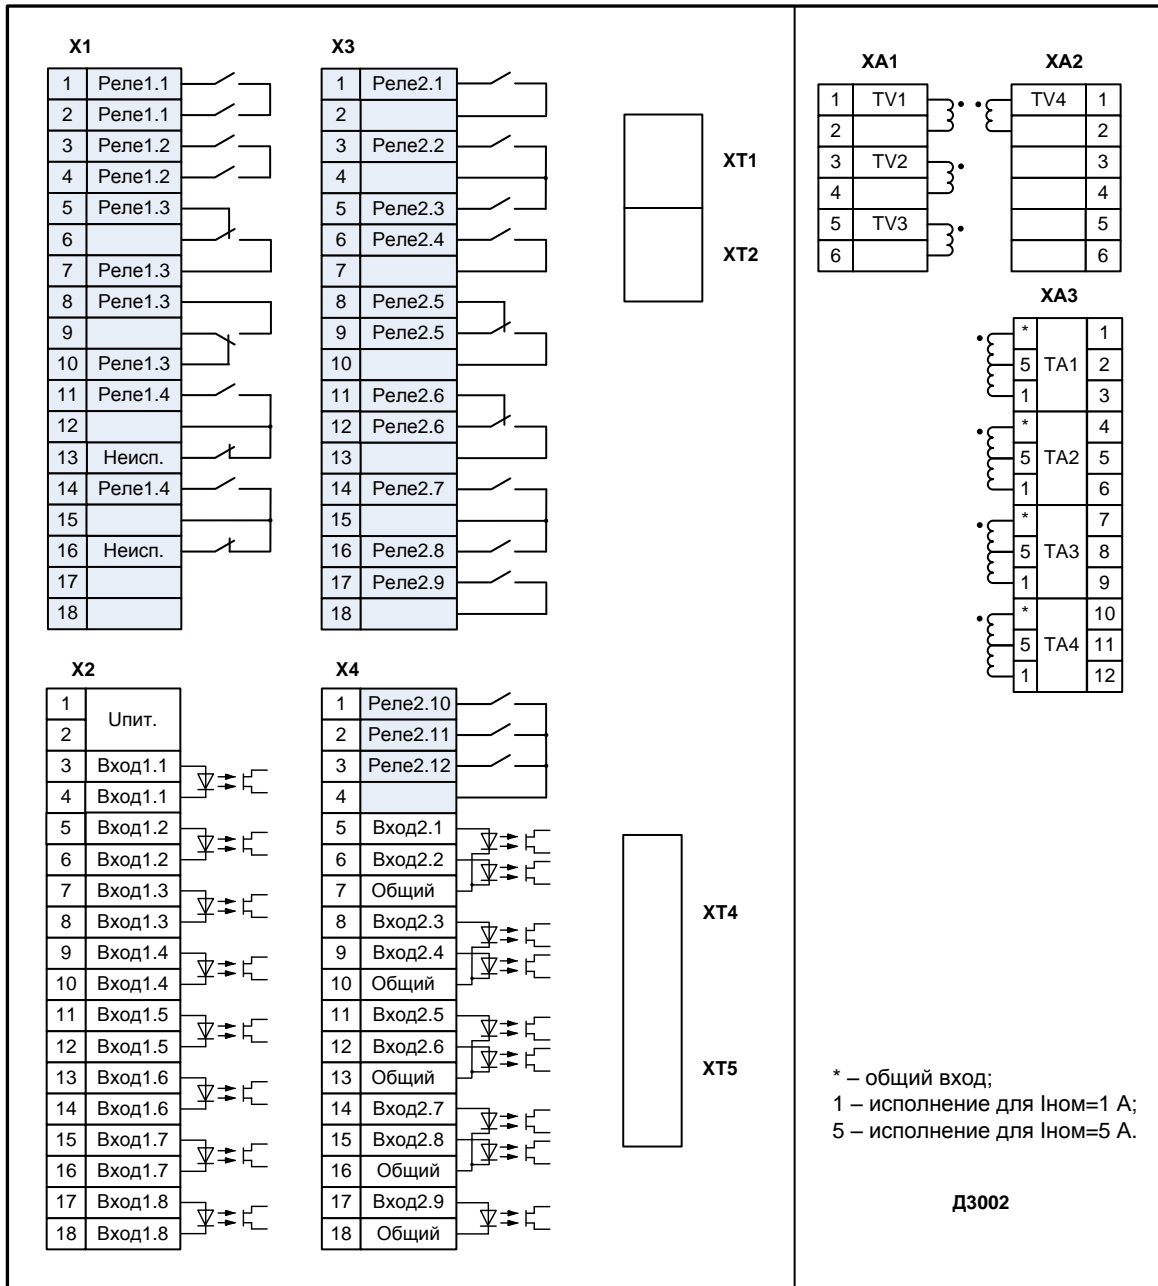 X1
1 Реле1.1
2 Реле1.1
3 Реле1.2
4 Реле1.2
5 Реле1.3
6
7 Реле1.3
8 Реле1.3
9
10 Реле1.3
11 Реле1.4
12
13 Неисп.
14 Реле1.4
15
16 Неисп.
17
18
X3
1 Реле2.1
2
3 Реле2.2
4
5 Реле2.3
6 Реле2.4
7
8 Реле2.5
9 Реле2.5
10
11 Реле2.6
12 Реле2.6
13
14 Реле2.7
15
16 Реле2.8
17 Реле2.9
18
XT1
XT2
XA1
1 TV1
2
3 TV2
4
5 TV3
6
XA2
TV4 1
2
3
4
5
6
XA3
* 1
5 TA1 2
1 3
* 4
5 TA2 5
1 6
* 7
5 TA3 8
1 9
* 10
5 TA4 11
1 12
X2
1
Uпит.
2
3 Вход1.1
4 Вход1.1
5 Вход1.2
6 Вход1.2
7 Вход1.3
8 Вход1.3
9 Вход1.4
10 Вход1.4
11 Вход1.5
12 Вход1.5
13 Вход1.6
14 Вход1.6
15 Вход1.7
16 Вход1.7
17 Вход1.8
18 Вход1.8
X4
1 Реле2.10
2 Реле2.11
3 Реле2.12
4
5 Вход2.1
6 Вход2.2
7 Общий
8 Вход2.3
9 Вход2.4
10 Общий
11 Вход2.5
12 Вход2.6
13 Общий
14 Вход2.7
15 Вход2.8
16 Общий
17 Вход2.9
18 Общий
XT4
XT5
* – общий вход;
1 – исполнение для Iном=1 А;
5 – исполнение для Iном=5 А.
Д3002